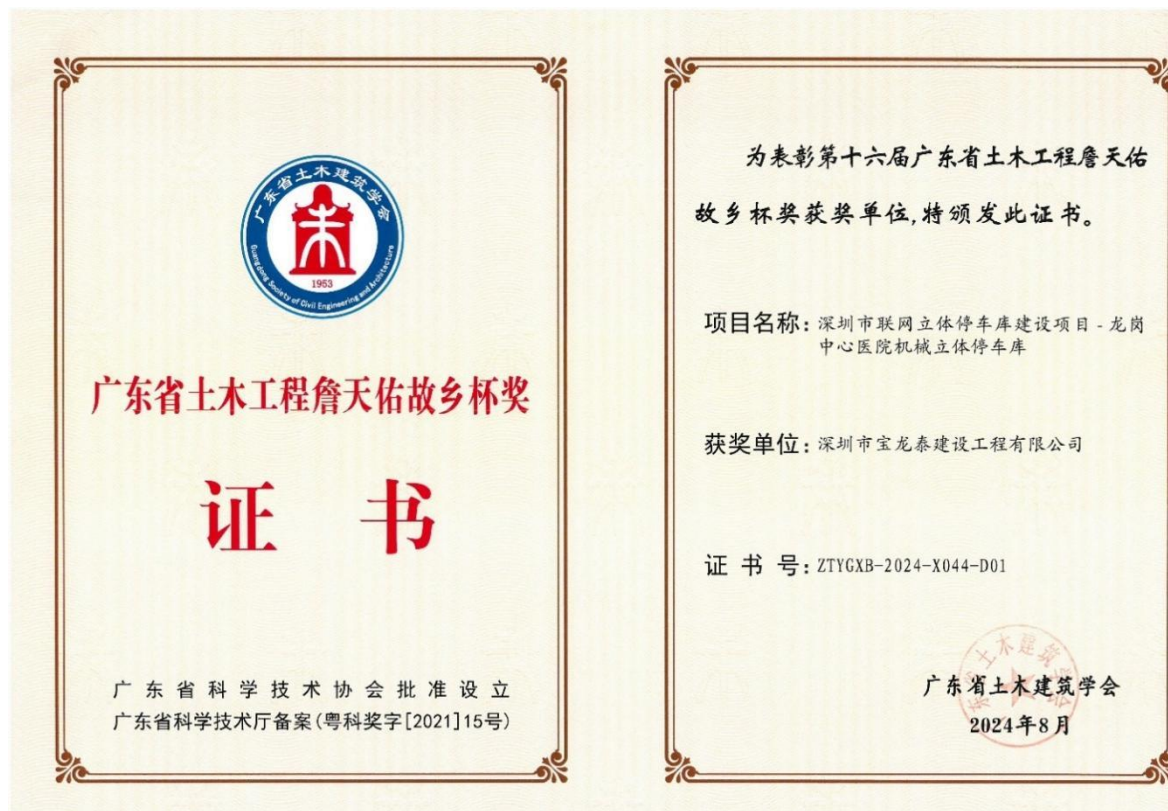 广东省土木建筑学会
1953
Guangdong Society of Civil Engineering and Architecture
广东省土木工程詹天佑故乡杯奖
证书
广东省科学技术协会批准设立
广东省科学技术厅备案(粤科奖字[2021]15号)
为表彰第十六届广东省土木工程詹天佑
故乡杯奖获奖单位,特颁发此证书。
项目名称:深圳市联网立体停车库建设项目-龙岗
中心医院机械立体停车库
获奖单位:深圳市宝龙泰建设工程有限公司
证书号:ZTYGXB-2024-X044-D01
东省土木建筑学会
广东省土木建筑学会
2024年8月